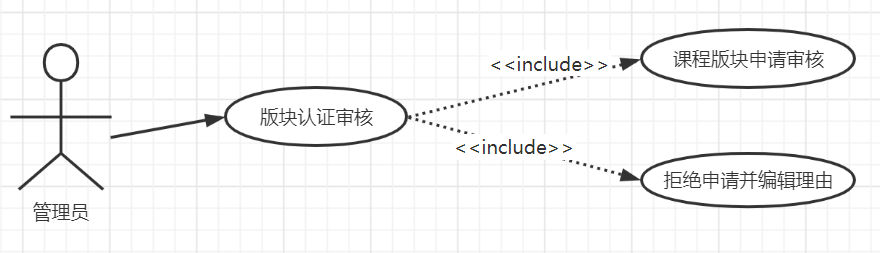 <<include>>
课程版块申请审核
版块认证审核
<<include>>
拒绝申请并编辑理由
管理员